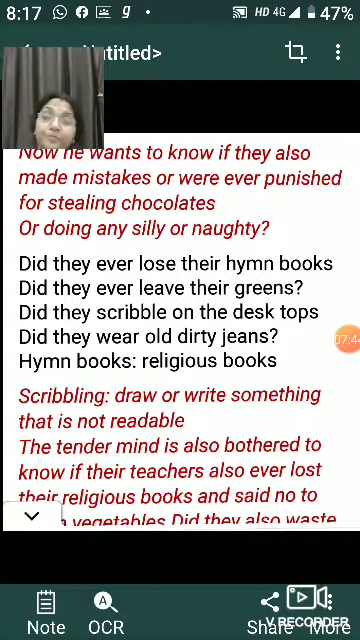 8:17
HD 4G 47%
Untitled>
Now he wants to know if they also
made mistakes or were ever punished
for stealing chocolates
Or doing any silly or naughty?
Did they ever lose their hymn books
Did they ever leave their greens?
Did they scribble on the desk tops
Did they wear old dirty jeans?
07:44
Hymn books: religious books
Scribbling: draw or write something
that is not readable
The tender mind is also bothered to
know if their teachers also ever lost
their religious books and said no to
vegetables Did they also waste
Note OCR Share More
V RECORDER